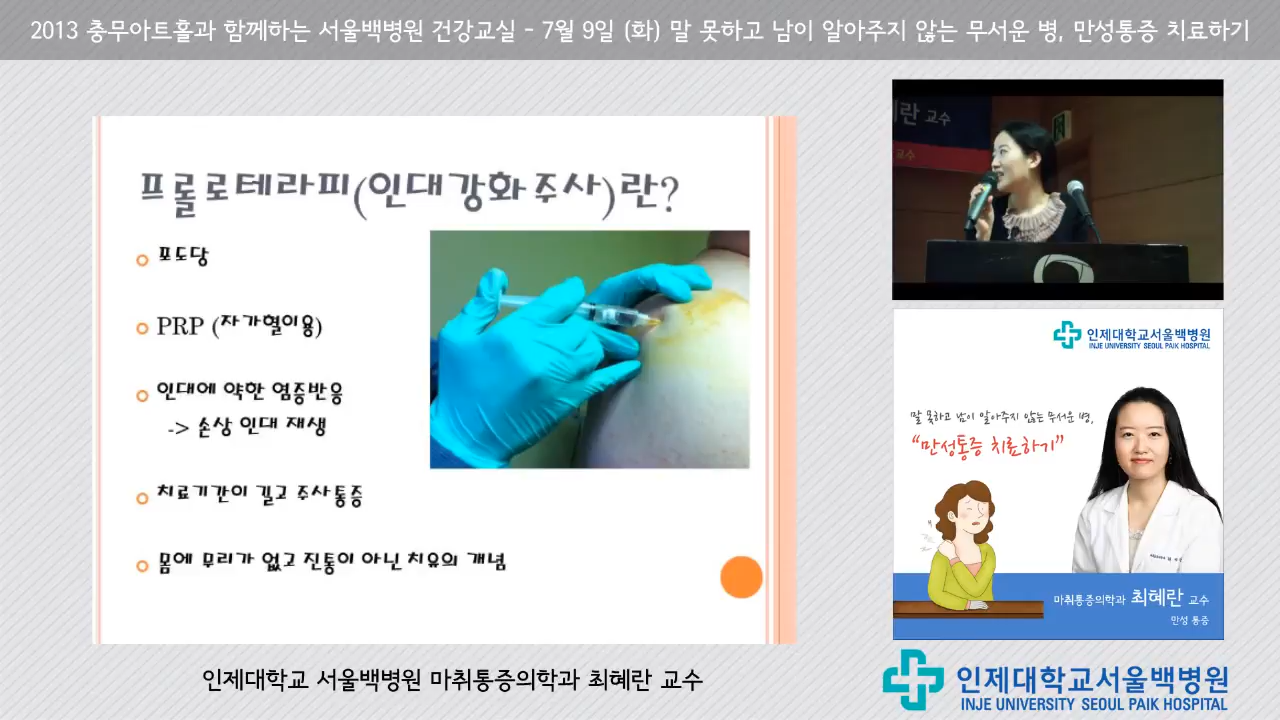 2013 충무아트홀과 함께하는 서울백병원 건강교실 - 7월 9일 (화) 말 못하고 남이 알아주지 않는 무서운 병, 만성통증 치료하기
프롤로테라피(인대강화주사)란?
포도당
PRP (자가혈이용)
인대에 약한 염증반응
-> 손상 인대 재생
치료기간이 길고 주사통증
몸에 무리가 없고 진통이 아닌 치유의 개념
혜란 교수
교수
인제대학교서울백병원
INJE UNIVERSITY SEOUL PAIK HOSPITAL
말 못하고 남이 알아주지 않는 무서운 병,
“만성통증 치료하기”
마취통증의학과 최혜란 교수
만성 통증
인제대학교 서울백병원 마취통증의학과 최혜란 교수
인제대학교서울백병원
INJE UNIVERSITY SEOUL PAIK HOSPITAL